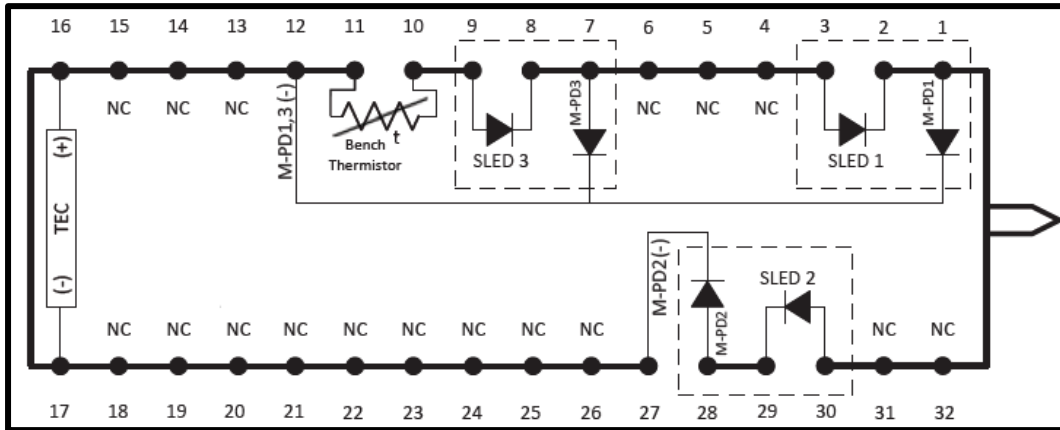 16 15 14 13 12 11 10 9 8 7 6 5 4 3 2 1
NC NC NC M-PD1,3 (-) M-PD3 NC NC NC M-PD1
Bench t
Thermistor
SLED 3
SLED 1
(+)
TEC
(-)
M-PD2(-)
SLED 2
M-PD2
NC NC NC NC NC NC NC NC NC NC NC
17 18 19 20 21 22 23 24 25 26 27 28 29 30 31 32